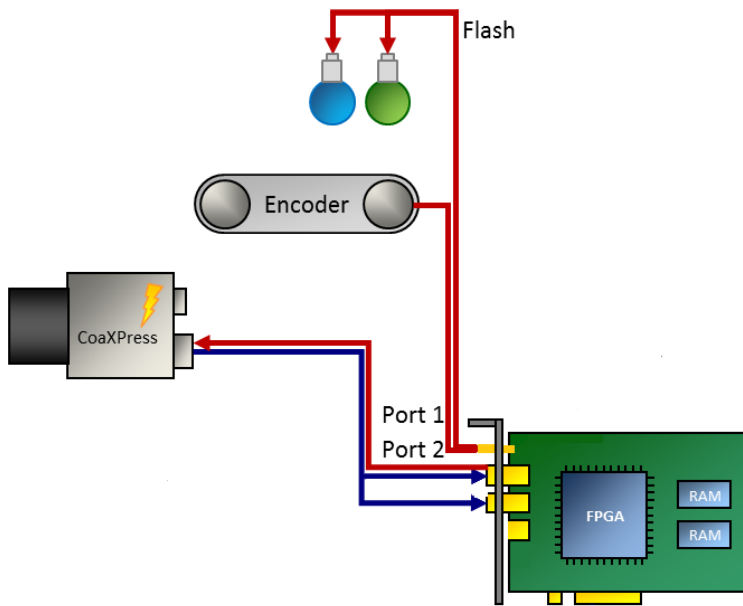 Flash
Encoder
CoaXPress
Port 1
Port 2
RAM
FPGA
RAM